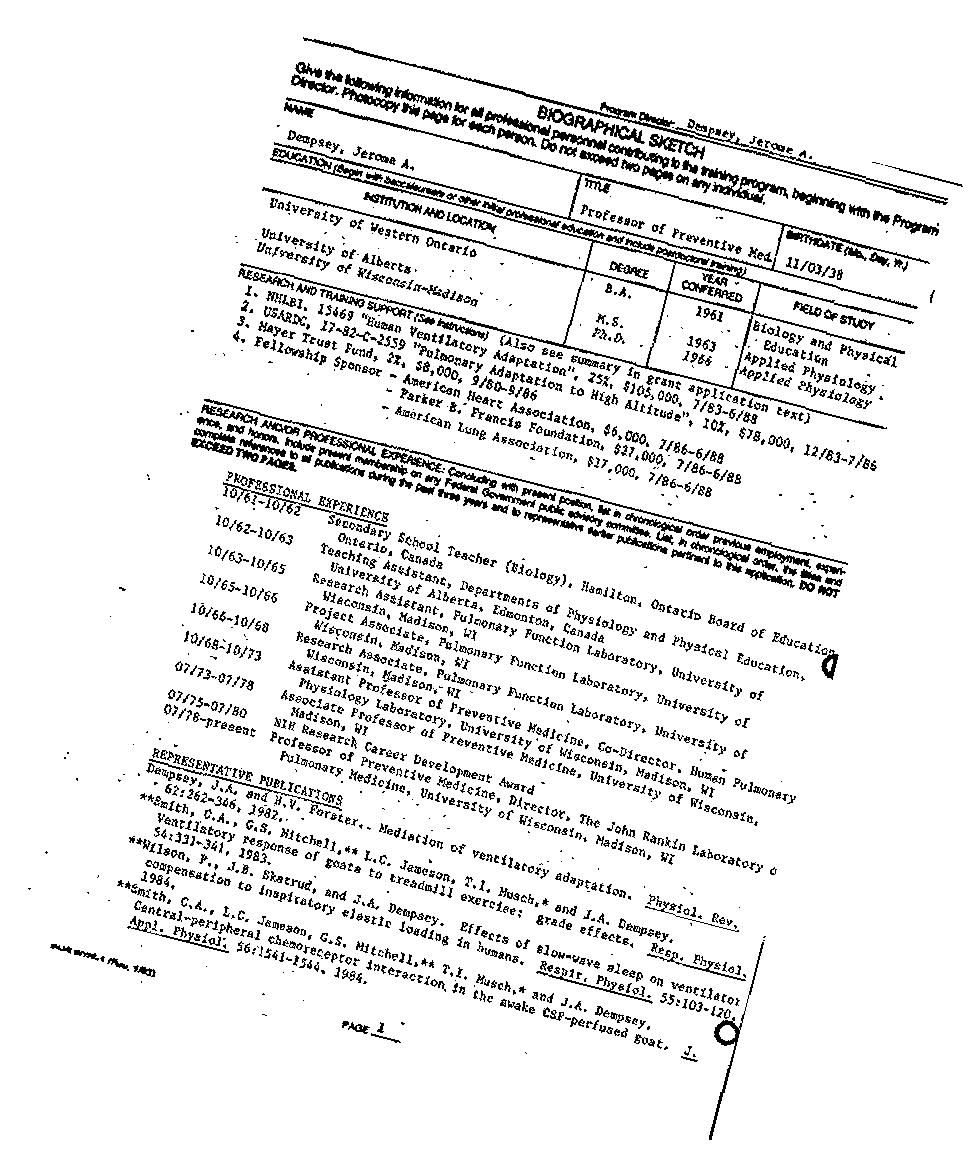 Program Director: Dempsey, Jerome A.
BIOGRAPHICAL SKETCH
Give the following information for all professional personnel contributing to the training program, beginning with the Program
Director. Photocopy this page for each person. Do not exceed two pages on any individual.
NAME
TITLE
BIRTHDATE (Mo., Day, Yr.)
Dempsey, Jerome A.
Professor of Preventive Med.
11/03/38
EDUCATION (Begin with baccalaureate or other initial professional education and include postdoctoral training)
INSTITUTION AND LOCATION
DEGREE
YEAR CONFERRED
FIELD OF STUDY
University of Western Ontario
B.A.
1961
Biology and Physical
Education
University of Alberta
M.S.
1963
Applied Physiology
University of Wisconsin-Madison
Ph.D.
1966
Applied Physiology
RESEARCH AND TRAINING SUPPORT (See instructions) (Also see summary in grant application text)
1. NHLBI, 15469 "Human Ventilatory Adaptation", 25%, $105,000, 7/83-6/88
2. USARDC, 17-82-C-2559 "Pulmonary Adaptation to High Altitude", 10%, $78,000, 12/83-7/86
3. Mayer Trust Fund, 2%, $8,000, 9/80-9/86
4. Fellowship Sponsor - American Heart Association, $6,000, 7/86-6/88
- Parker B. Francis Foundation, $27,000, 7/86-6/88
- American Lung Association, $17,000, 7/86-6/88
RESEARCH AND/OR PROFESSIONAL EXPERIENCE: Concluding with present position, list in chronological order previous employment, experi-
ence, and honors. Include present membership on any Federal Government public advisory committee. List, in chronological order, the titles and
complete references to all publications during the past three years and to representative earlier publications pertinent to this application. DO NOT
EXCEED TWO PAGES.
PROFESSIONAL EXPERIENCE
10/61-10/62 Secondary School Teacher (Biology), Hamilton, Ontario Board of Education
Ontario, Canada
10/62-10/63 Teaching Assistant, Departments of Physiology and Physical Education,
University of Alberta, Edmonton, Canada
10/63-10/65 Research Assistant, Pulmonary Function Laboratory, University of
Wisconsin, Madison, WI
10/65-10/66 Project Associate, Pulmonary Function Laboratory, University of
Wisconsin, Madison, WI
10/66-10/68 Research Associate, Pulmonary Function Laboratory, University of
Wisconsin, Madison, WI
10/68-10/73 Assistant Professor of Preventive Medicine, Co-Director, Human Pulmonary
Physiology Laboratory, University of Wisconsin, Madison, WI
07/73-07/78 Associate Professor of Preventive Medicine, University of Wisconsin,
Madison, WI
07/75-07/80 NIH Research Career Development Award
07/78-present Professor of Preventive Medicine, Director, The John Rankin Laboratory o
Pulmonary Medicine, University of Wisconsin, Madison, WI
REPRESENTATIVE PUBLICATIONS
Dempsey, J.A. and H.V. Forster. Mediation of ventilatory adaptation. Physiol. Rev.
62:262-346, 1982.
**Smith, C.A., G.S. Mitchell,** L.C. Jameson, T.I. Musch,* and J.A. Dempsey.
Ventilatory response of goats to treadmill exercise: grade effects. Resp. Physiol.
54:331-341, 1983.
**Wilson, P., J.B. Skatrud, and J.A. Dempsey. Effects of slow-wave sleep on ventilator
compensation to inspiratory elastic loading in humans. Respir. Physiol. 55:103-120,
1984.
**Smith, C.A., L.C. Jameson, G.S. Mitchell,** T.I. Musch,* and J.A. Dempsey.
Central-peripheral chemoreceptor interaction in the awake CSF-perfused goat. J.
Appl. Physiol. 56:1541-1544, 1984.
PAGE 1